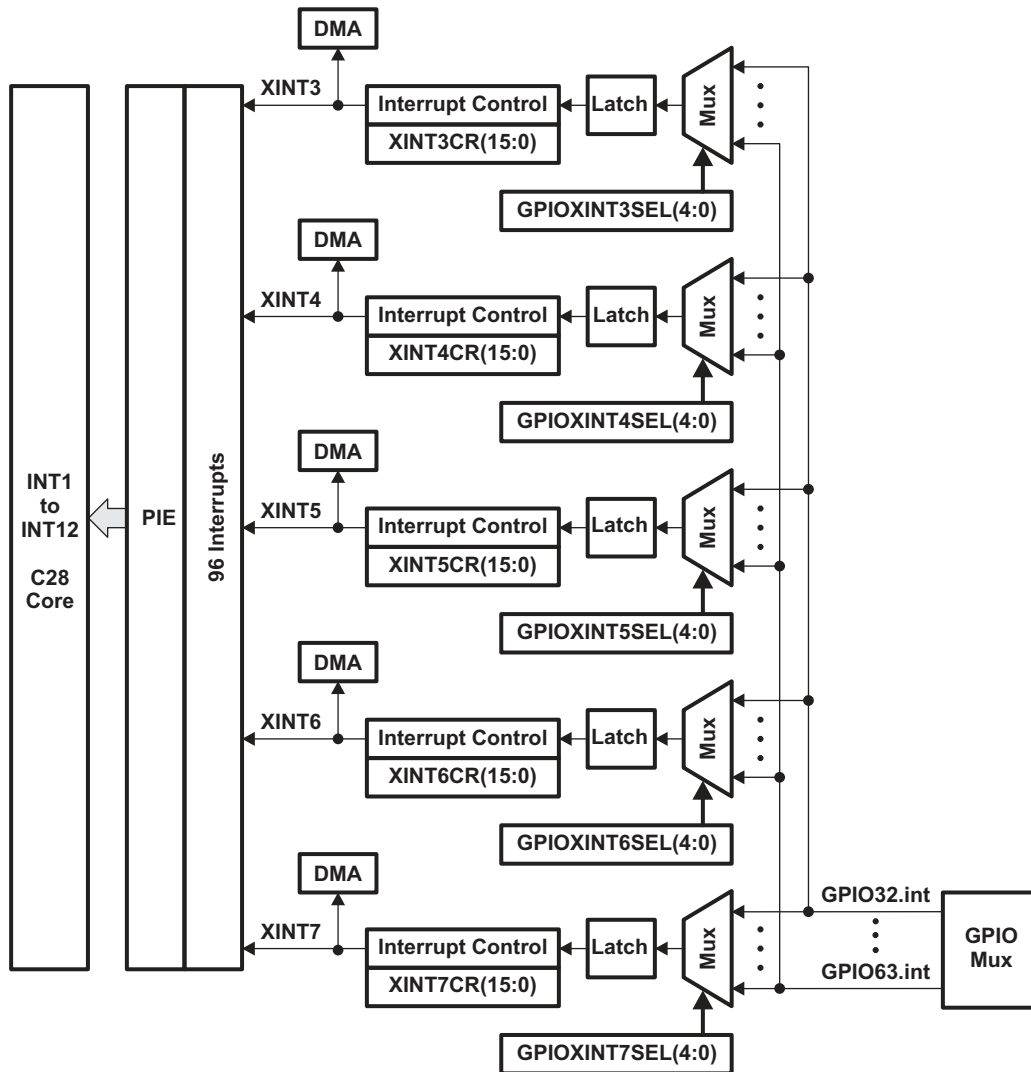 DMA
XINT3
Interrupt Control
XINT3CR(15:0)
Latch
Mux
GPIOXINT3SEL(4:0)
DMA
XINT4
Interrupt Control
XINT4CR(15:0)
Latch
Mux
GPIOXINT4SEL(4:0)
INT1
to
INT12
C28
Core
PIE
96 Interrupts
DMA
XINT5
Interrupt Control
XINT5CR(15:0)
Latch
Mux
GPIOXINT5SEL(4:0)
DMA
XINT6
Interrupt Control
XINT6CR(15:0)
Latch
Mux
GPIOXINT6SEL(4:0)
DMA
XINT7
Interrupt Control
XINT7CR(15:0)
Latch
Mux
GPIOXINT7SEL(4:0)
GPIO32.int
GPIO63.int
GPIO
Mux